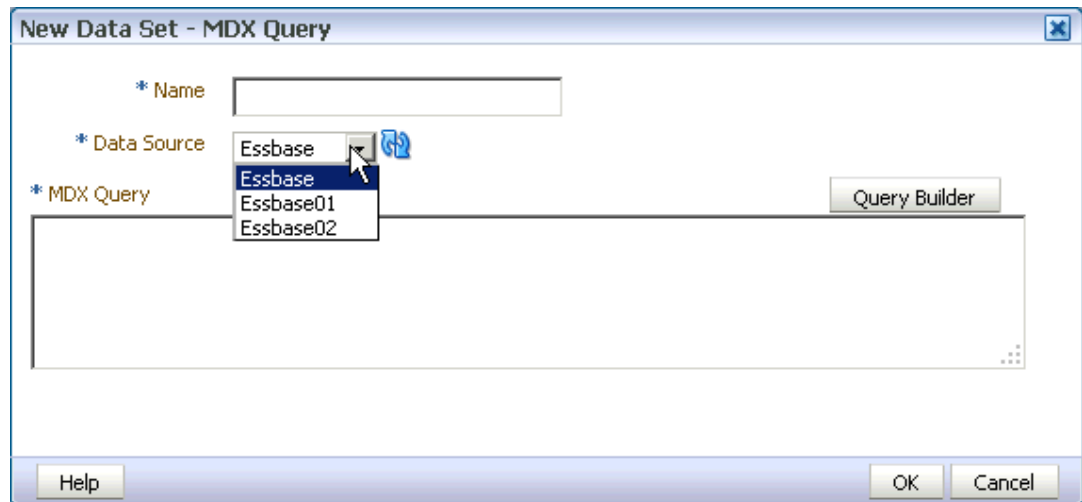 New Data Set - MDX Query
* Name
* Data Source
Essbase
Essbase
Essbase01
Essbase02
* MDX Query
Query Builder
Help
OK
Cancel